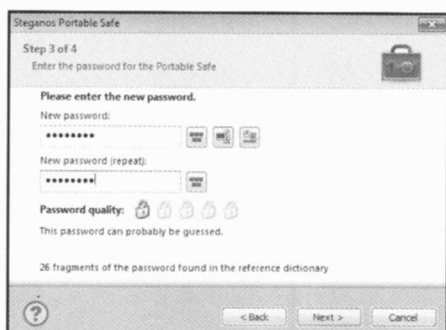 Steganos Portable Safe
Step 3 of 4
Enter the password for the Portable Safe
Please enter the new password.
New password:
••••••••
New password (repeat):
••••••••
Password quality:
This password can probably be guessed.
26 fragments of the password found in the reference dictionary
?
< Back
Next >
Cancel